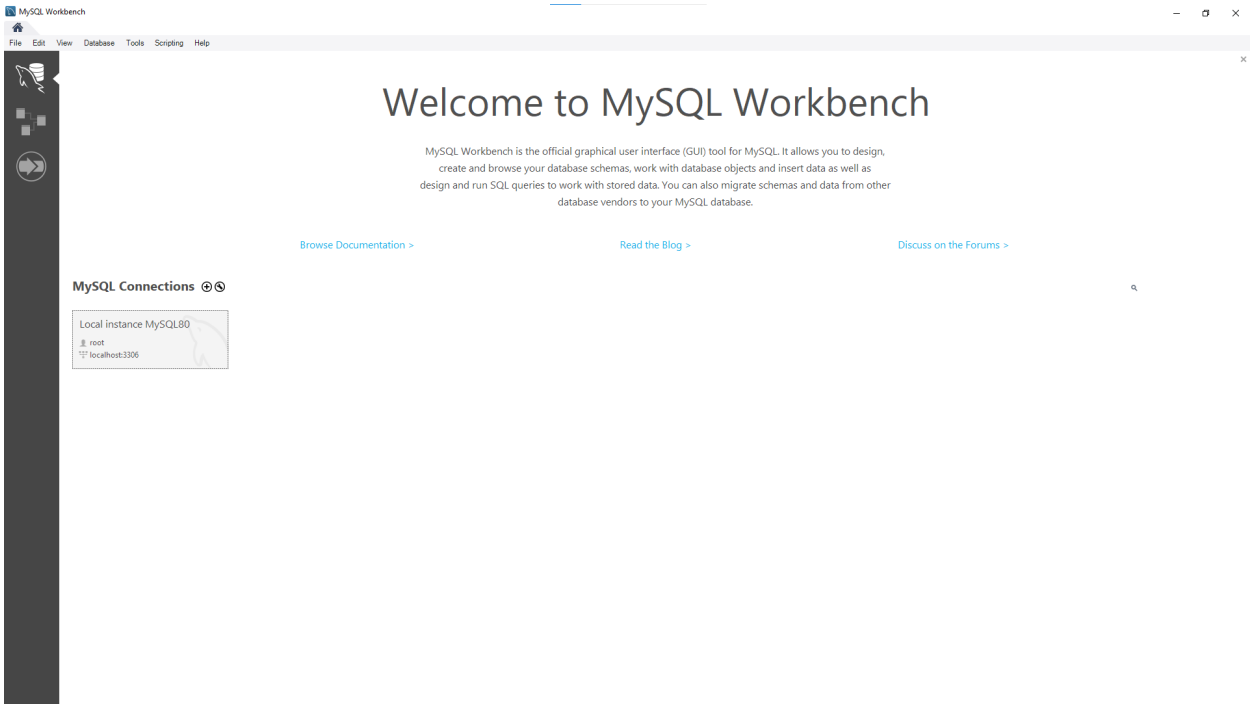 MySQL Workbench
File Edit View Database Tools Scripting Help
Welcome to MySQL Workbench
MySQL Workbench is the official graphical user interface (GUI) tool for MySQL. It allows you to design,
create and browse your database schemas, work with database objects and insert data as well as
design and run SQL queries to work with stored data. You can also migrate schemas and data from other
database vendors to your MySQL database.
Browse Documentation > Read the Blog > Discuss on the Forums >
MySQL Connections
Local instance MySQL80
root
localhost:3306